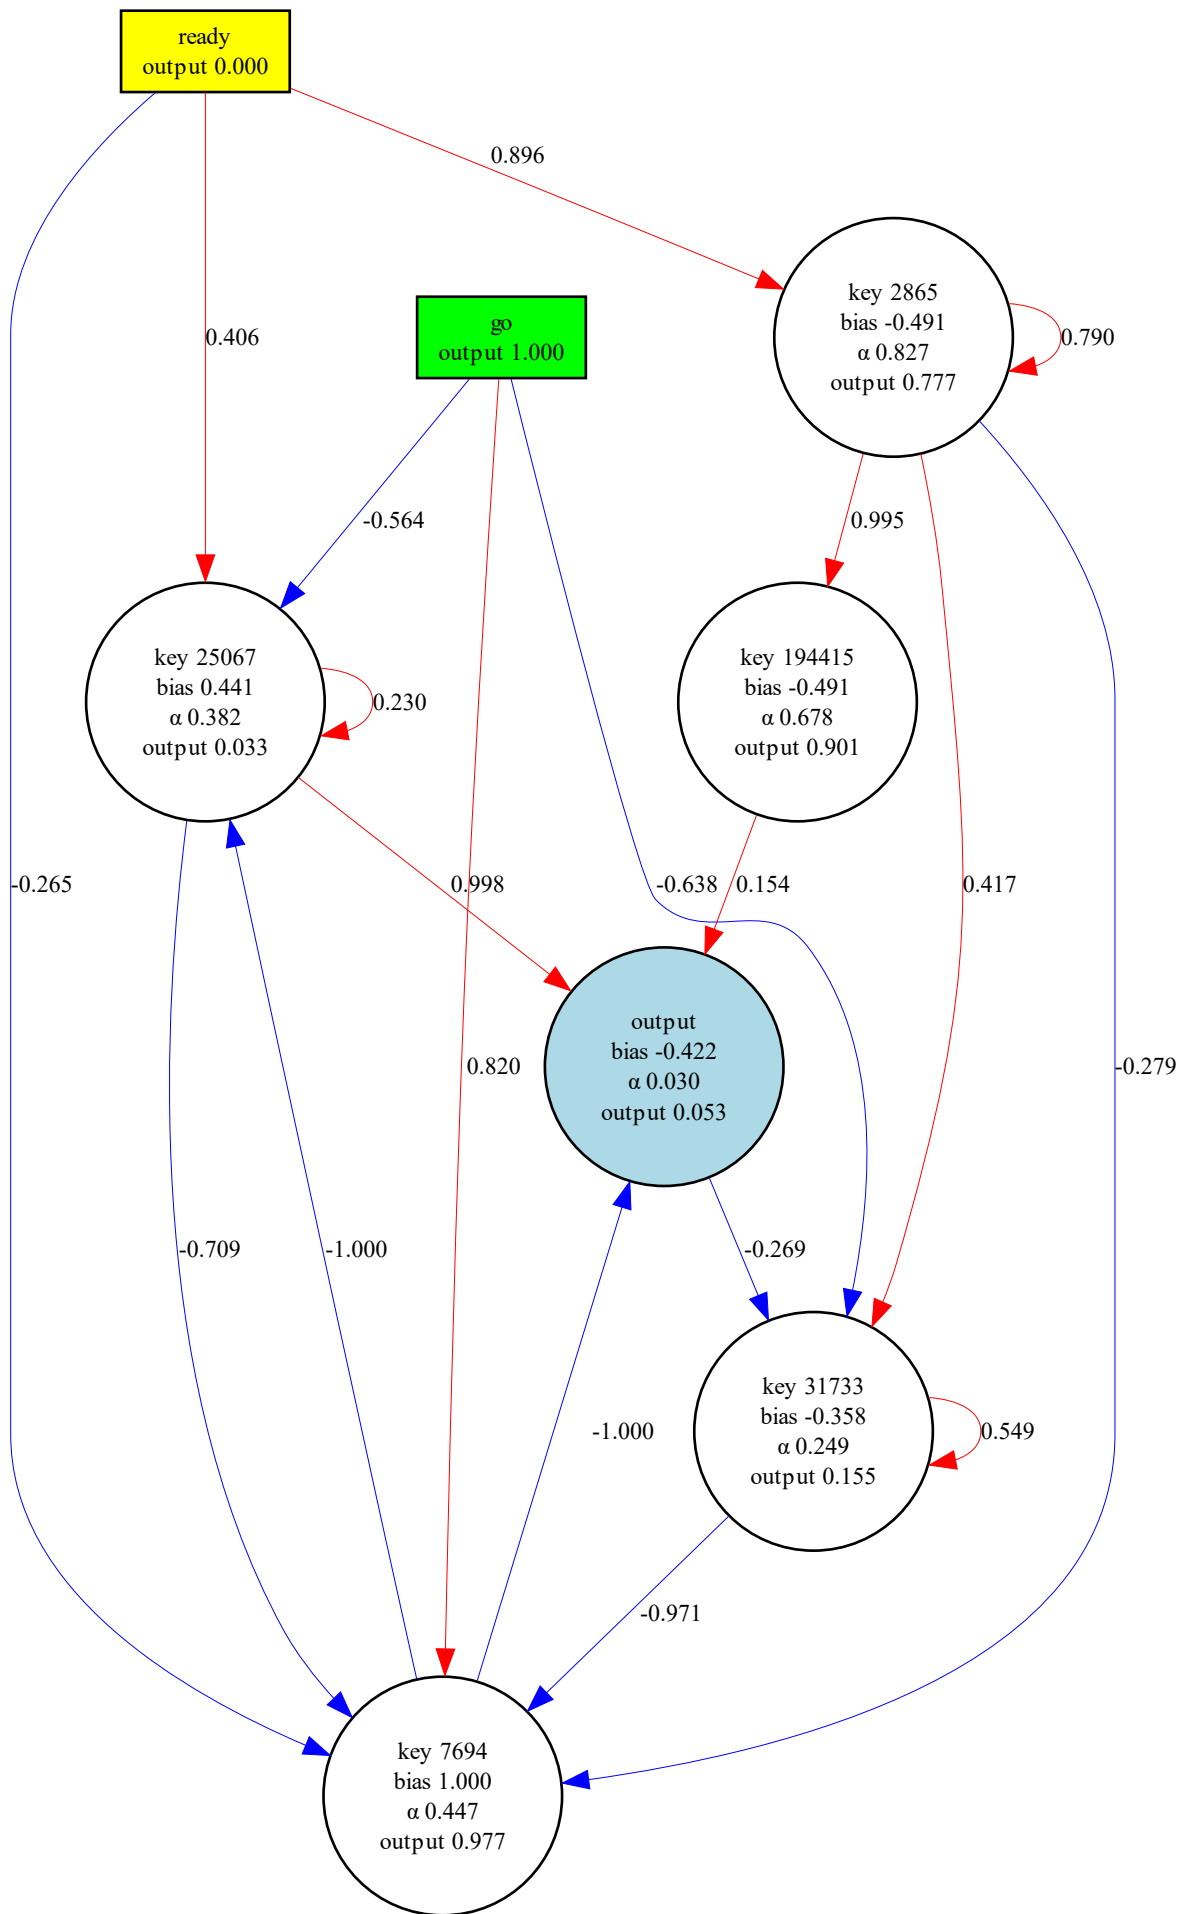 ready
output 0.000
0.896
key 2865
bias -0.491
α 0.827
output 0.777
0.790
go
output 1.000
0.406
-0.564
0.995
key 25067
bias 0.441
α 0.382
output 0.033
0.230
key 194415
bias -0.491
α 0.678
output 0.901
-0.265
0.998
-0.638
0.154
0.417
output
bias -0.422
α 0.030
output 0.053
0.820
-0.279
-0.709
-1.000
-0.269
key 31733
bias -0.358
α 0.249
output 0.155
-1.000
0.549
-0.971
key 7694
bias 1.000
α 0.447
output 0.977